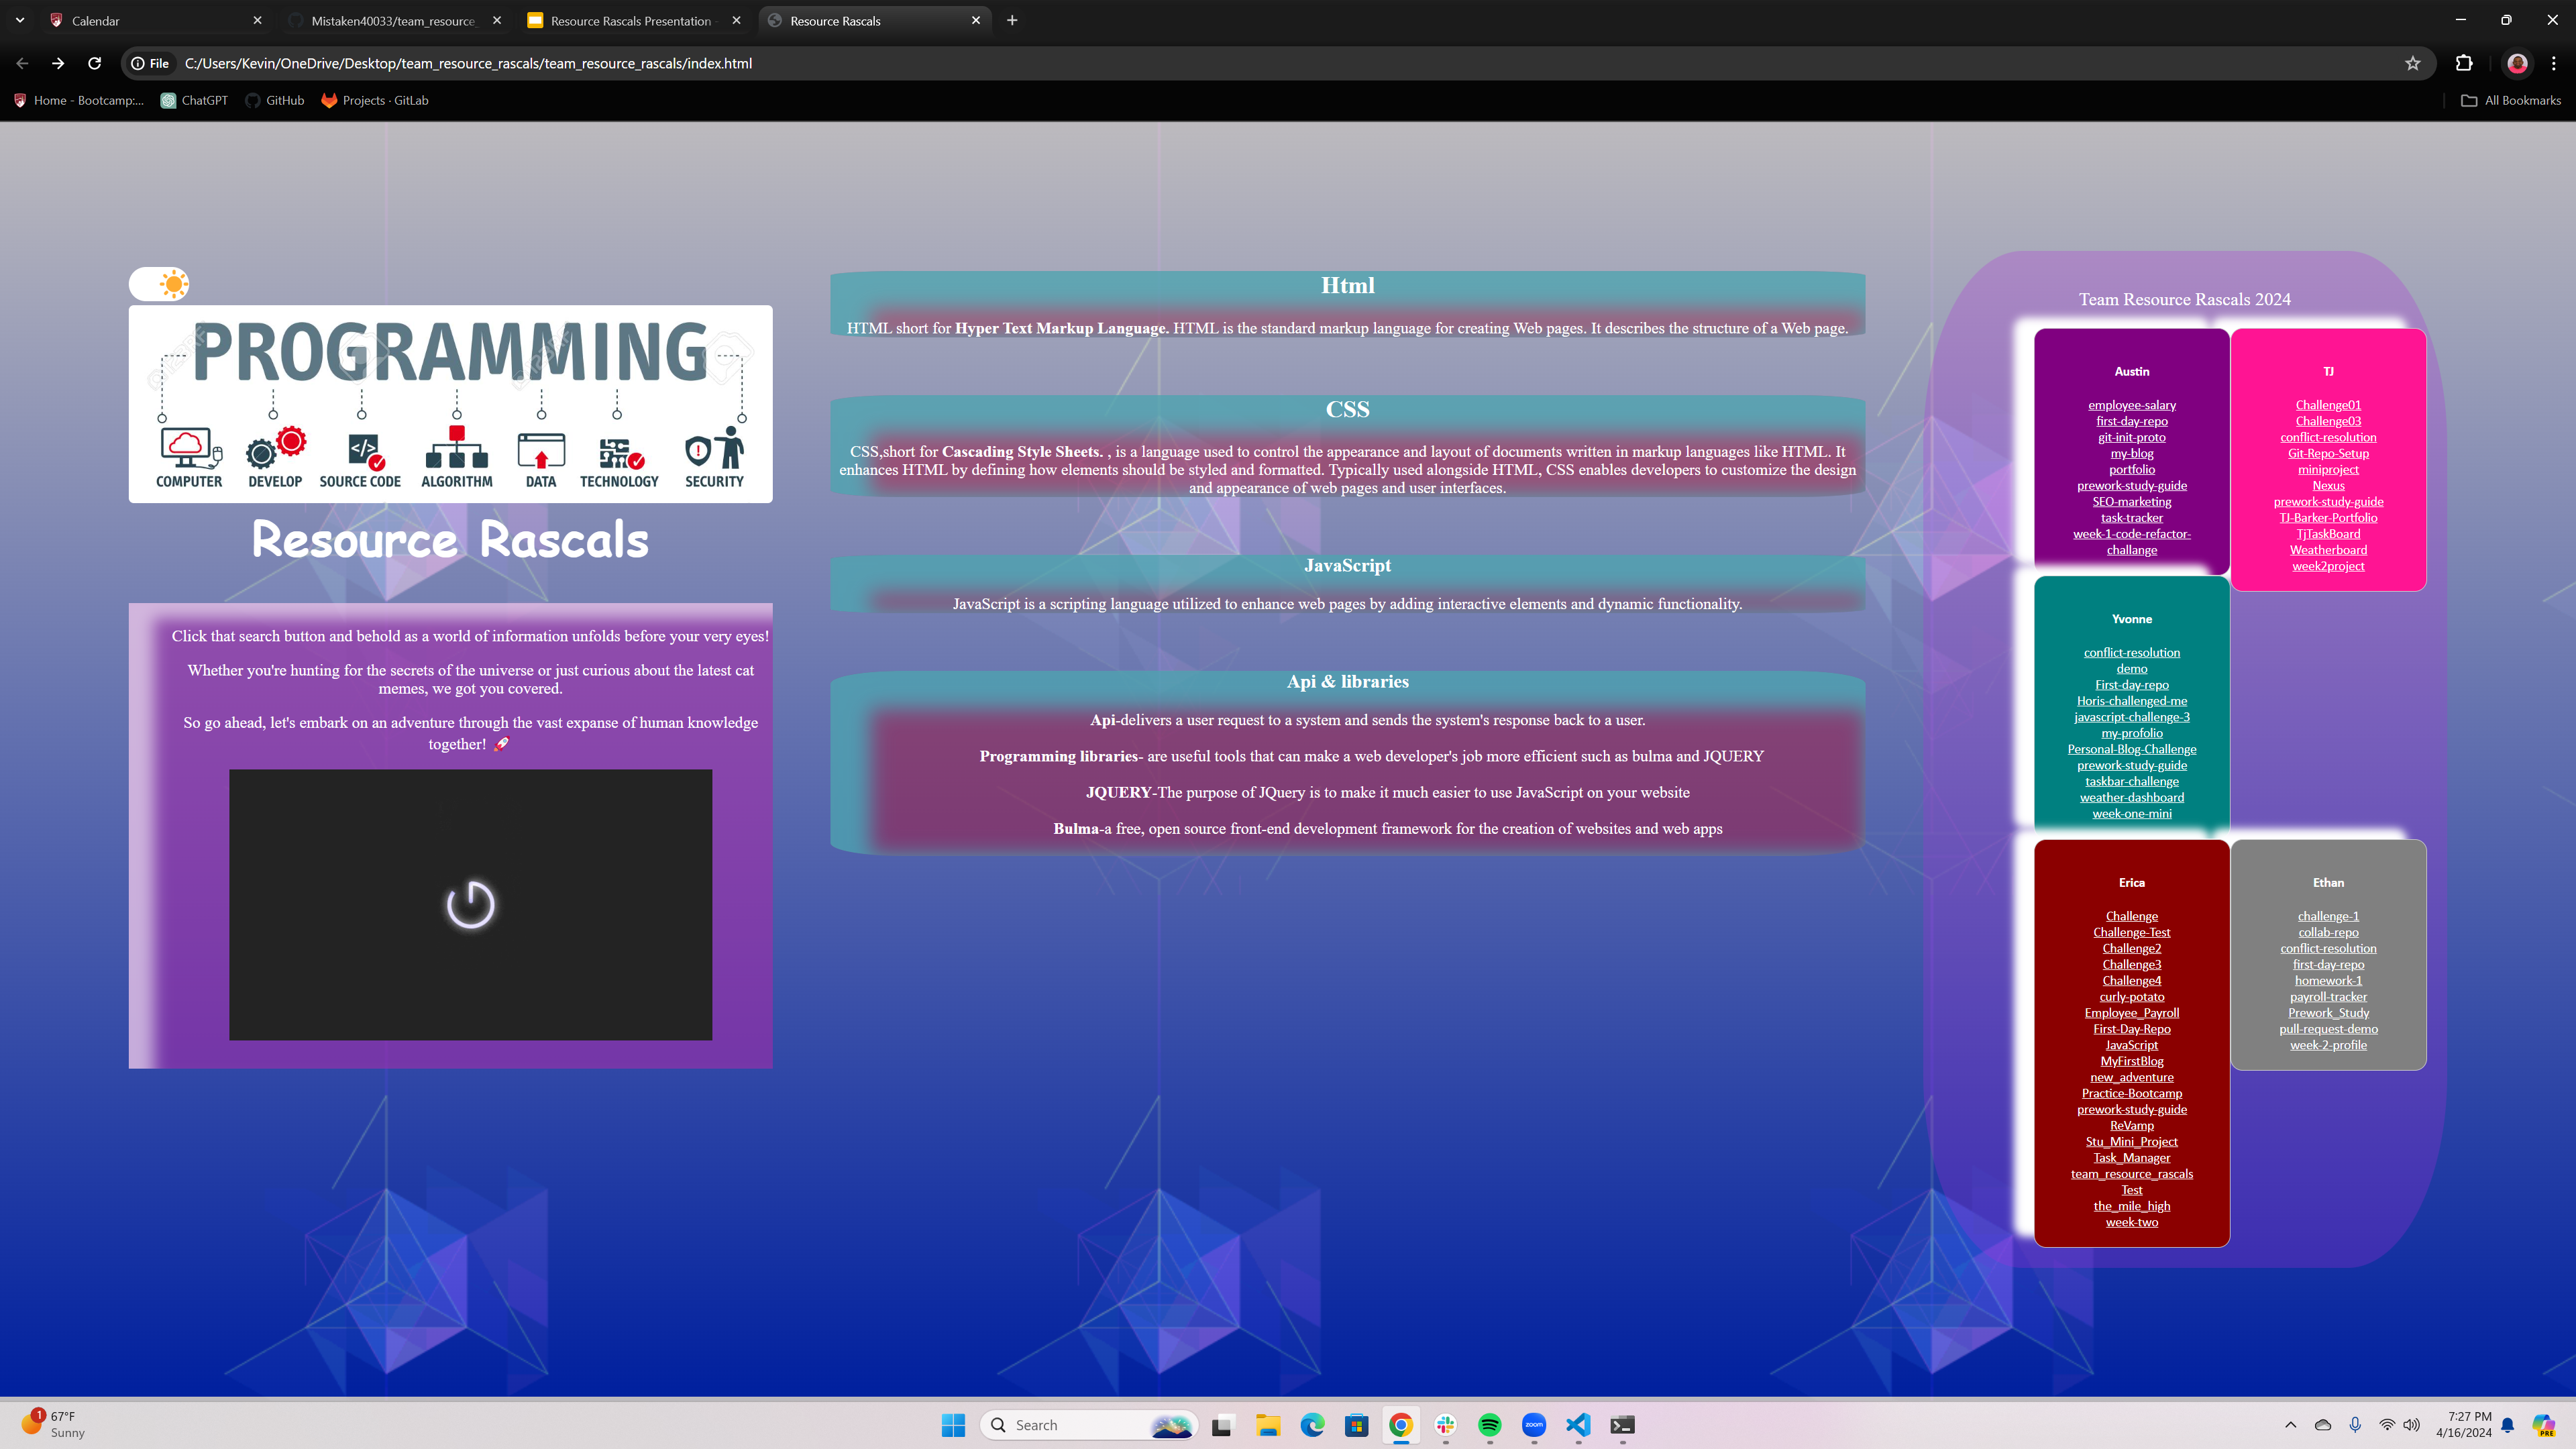 Calendar
Mistaken40033/team_resource_
Resource Rascals Presentation -
Resource Rascals
File
C:/Users/Kevin/OneDrive/Desktop/team_resource_rascals/team_resource_rascals/index.html
Home - Bootcamp:...
ChatGPT
GitHub
Projects · GitLab
All Bookmarks
PROGRAMMING
COMPUTER
DEVELOP
SOURCE CODE
ALGORITHM
DATA
TECHNOLOGY
SECURITY
Resource Rascals
Click that search button and behold as a world of information unfolds before your very eyes!
Whether you're hunting for the secrets of the universe or just curious about the latest cat
memes, we got you covered.
So go ahead, let's embark on an adventure through the vast expanse of human knowledge
together! 🚀
Html
HTML short for Hyper Text Markup Language. HTML is the standard markup language for creating Web pages. It describes the structure of a Web page.
CSS
CSS,short for Cascading Style Sheets. , is a language used to control the appearance and layout of documents written in markup languages like HTML. It
enhances HTML by defining how elements should be styled and formatted. Typically used alongside HTML, CSS enables developers to customize the design
and appearance of web pages and user interfaces.
JavaScript
JavaScript is a scripting language utilized to enhance web pages by adding interactive elements and dynamic functionality.
Api & libraries
Api-delivers a user request to a system and sends the system's response back to a user.
Programming libraries- are useful tools that can make a web developer's job more efficient such as bulma and JQUERY
JQUERY-The purpose of JQuery is to make it much easier to use JavaScript on your website
Bulma-a free, open source front-end development framework for the creation of websites and web apps
Team Resource Rascals 2024
Austin
employee-salary
first-day-repo
git-init-proto
my-blog
portfolio
prework-study-guide
SEO-marketing
task-tracker
week-1-code-refactor-
challange
TJ
Challenge01
Challenge03
conflict-resolution
Git-Repo-Setup
miniproject
Nexus
prework-study-guide
TJ-Barker-Portfolio
TjTaskBoard
Weatherboard
week2project
Yvonne
conflict-resolution
demo
First-day-repo
Horis-challenged-me
javascript-challenge-3
my-profolio
Personal-Blog-Challenge
prework-study-guide
taskbar-challenge
weather-dashboard
week-one-mini
Erica
Challenge
Challenge-Test
Challenge2
Challenge3
Challenge4
curly-potato
Employee_Payroll
First-Day-Repo
JavaScript
MyFirstBlog
new_adventure
Practice-Bootcamp
prework-study-guide
ReVamp
Stu_Mini_Project
Task_Manager
team_resource_rascals
Test
the_mile_high
week-two
Ethan
challenge-1
collab-repo
conflict-resolution
first-day-repo
homework-1
payroll-tracker
Prework_Study
pull-request-demo
week-2-profile
1
67°F
Sunny
Search
zoom
7:27 PM
4/16/2024
PRE